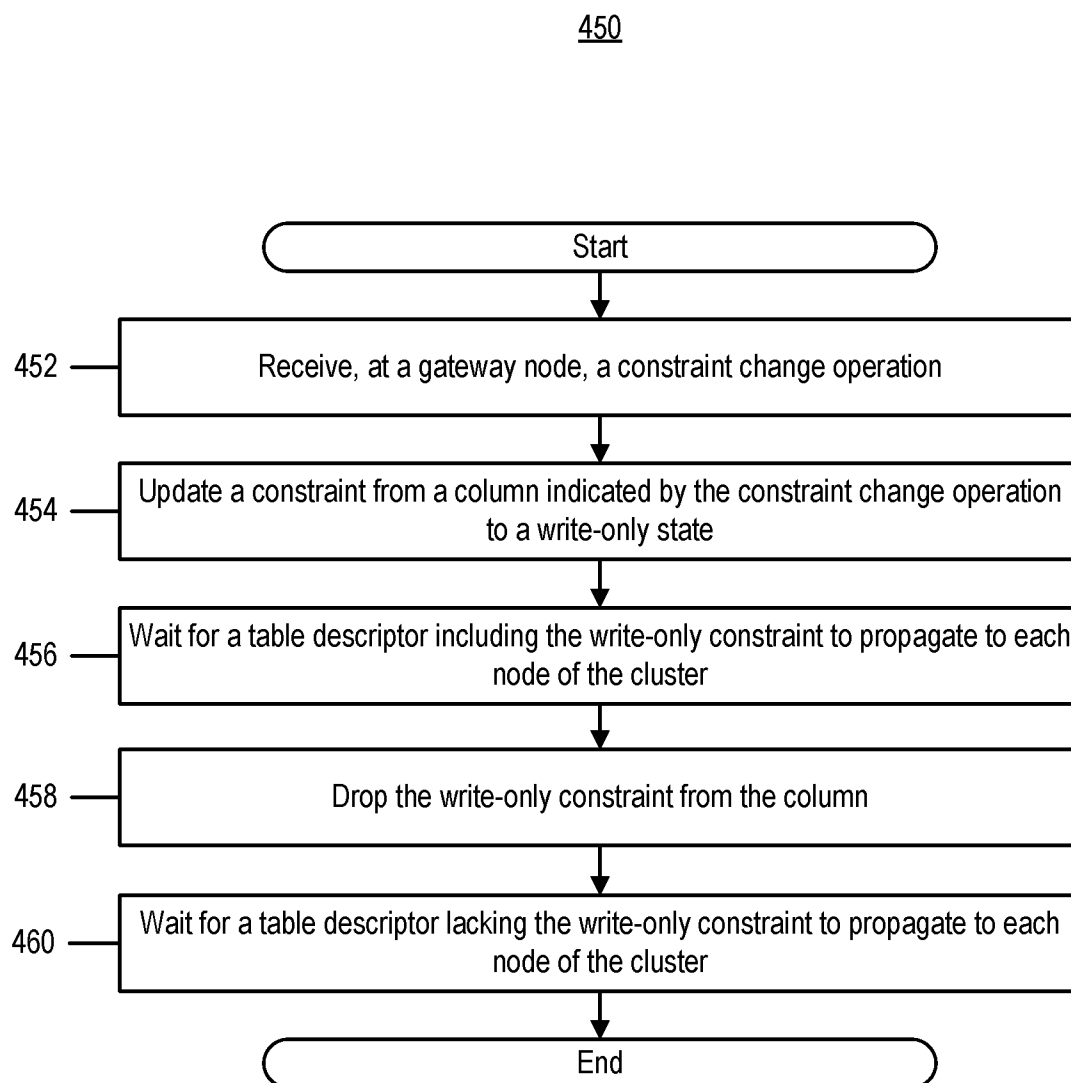 450
Start
452
Receive, at a gateway node, a constraint change operation
454
Update a constraint from a column indicated by the constraint change operation
to a write-only state
456
Wait for a table descriptor including the write-only constraint to propagate to each
node of the cluster
458
Drop the write-only constraint from the column
460
Wait for a table descriptor lacking the write-only constraint to propagate to each
node of the cluster
End